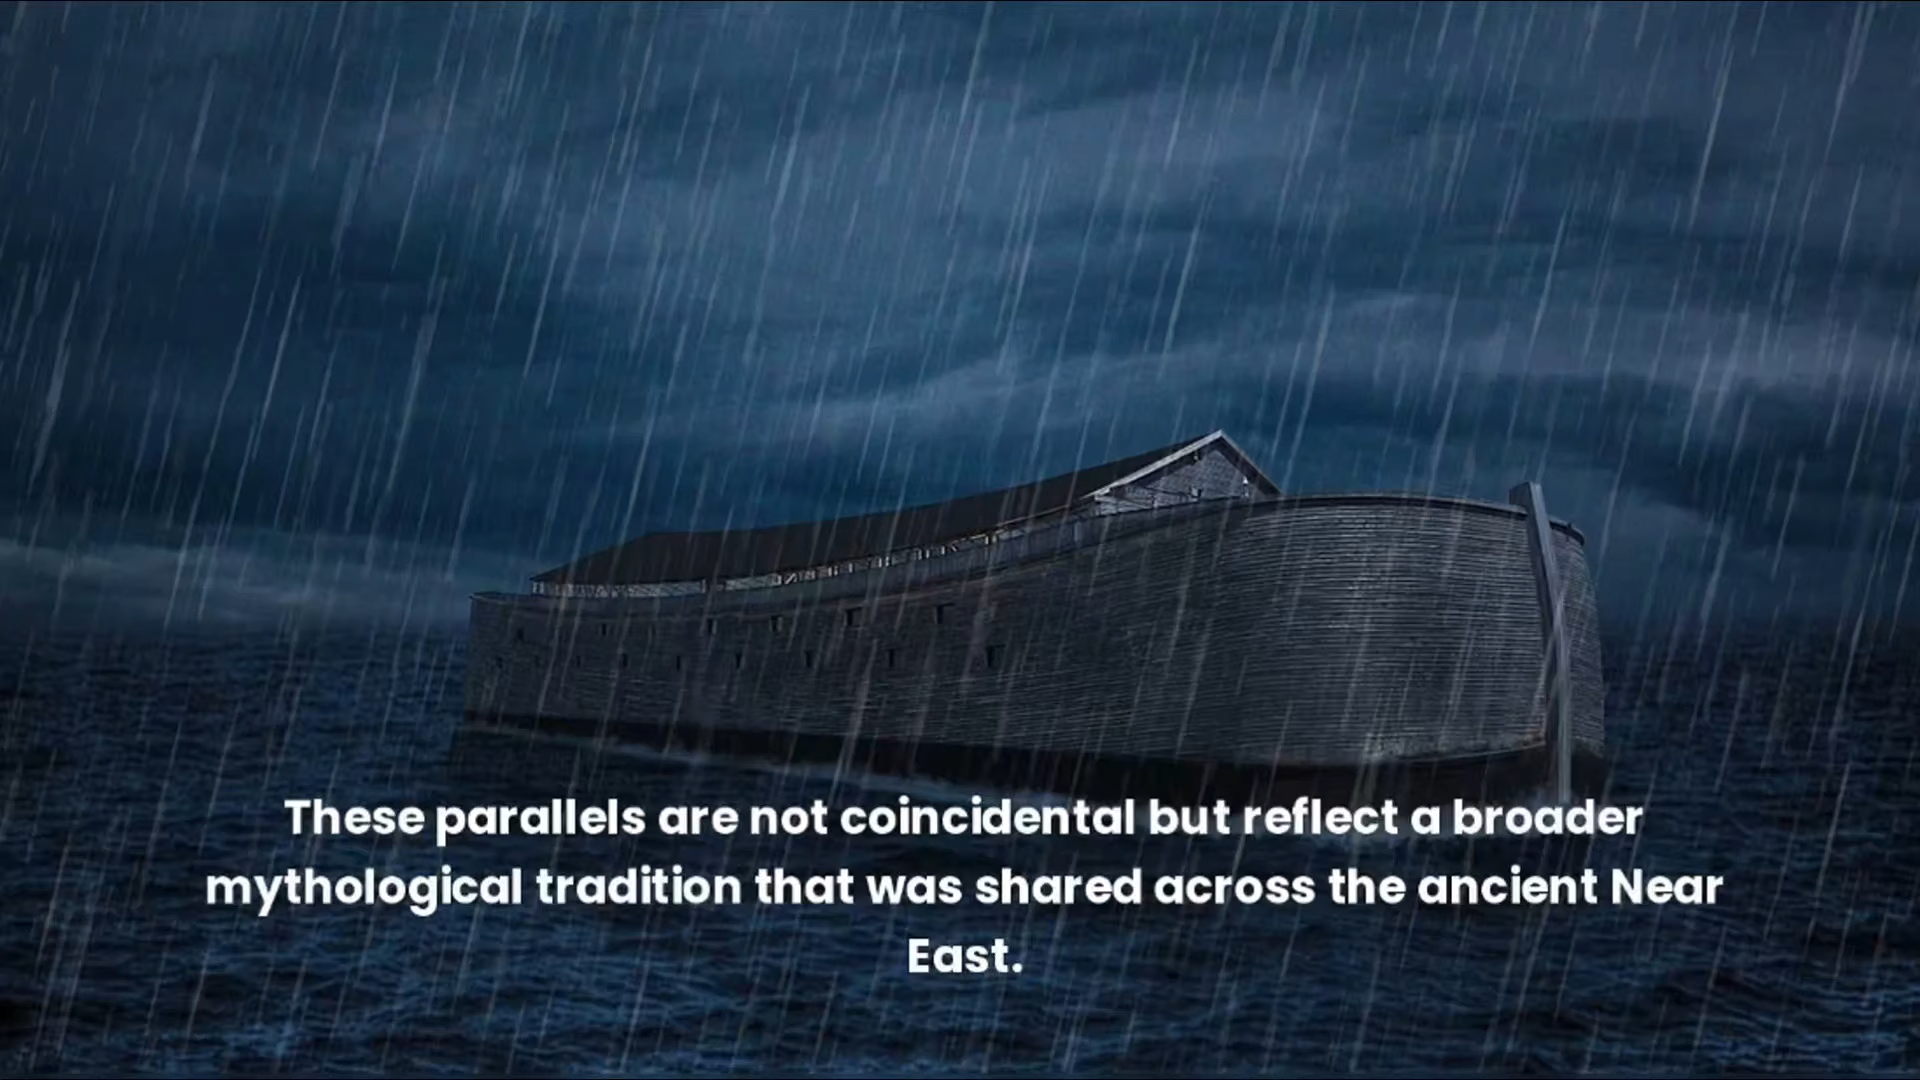 These parallels are not coincidental but reflect a broader
mythological tradition that was shared across the ancient Near
East.